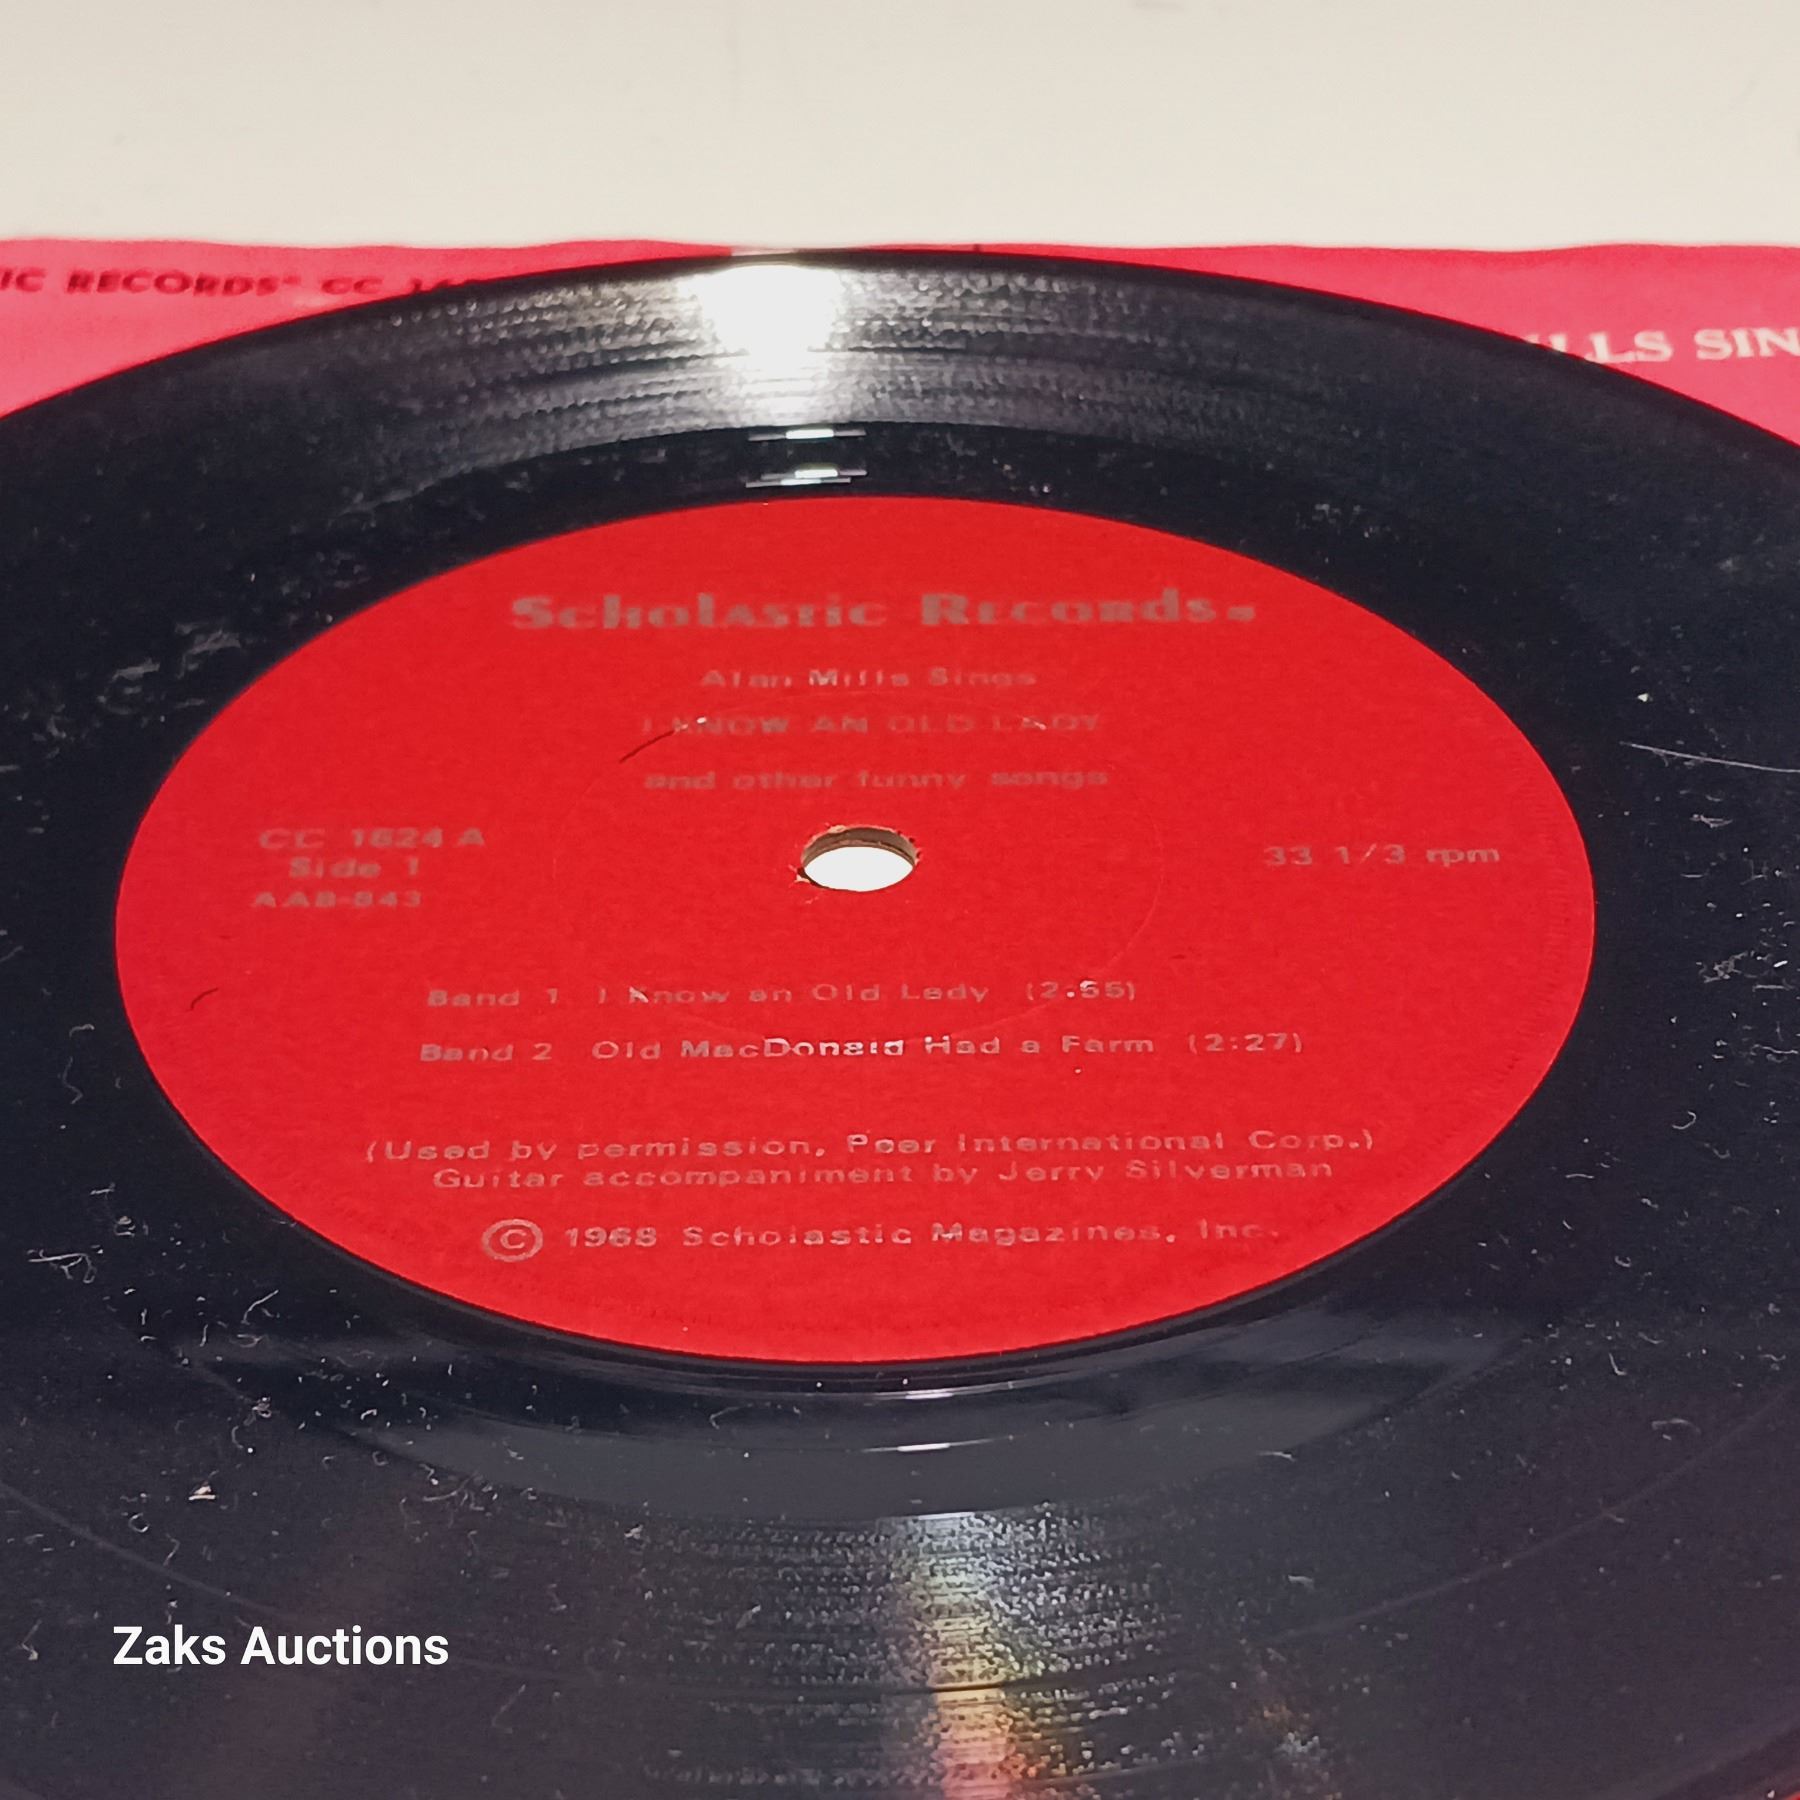 IC RECORDS® CC
ILLS SIN
Scholastic Records®
Alan Mills Sings
I KNOW AN OLD LADY
and other funny songs
CC 1624 A
Side 1
AAB-843
33 1/3 rpm
Band 1 I Know an Old Lady (2:55)
Band 2 Old MacDonald Had a Farm (2:27)
(Used by permission, Peer International Corp.)
Guitar accompaniment by Jerry Silverman
© 1968 Scholastic Magazines, Inc.
Zaks Auctions